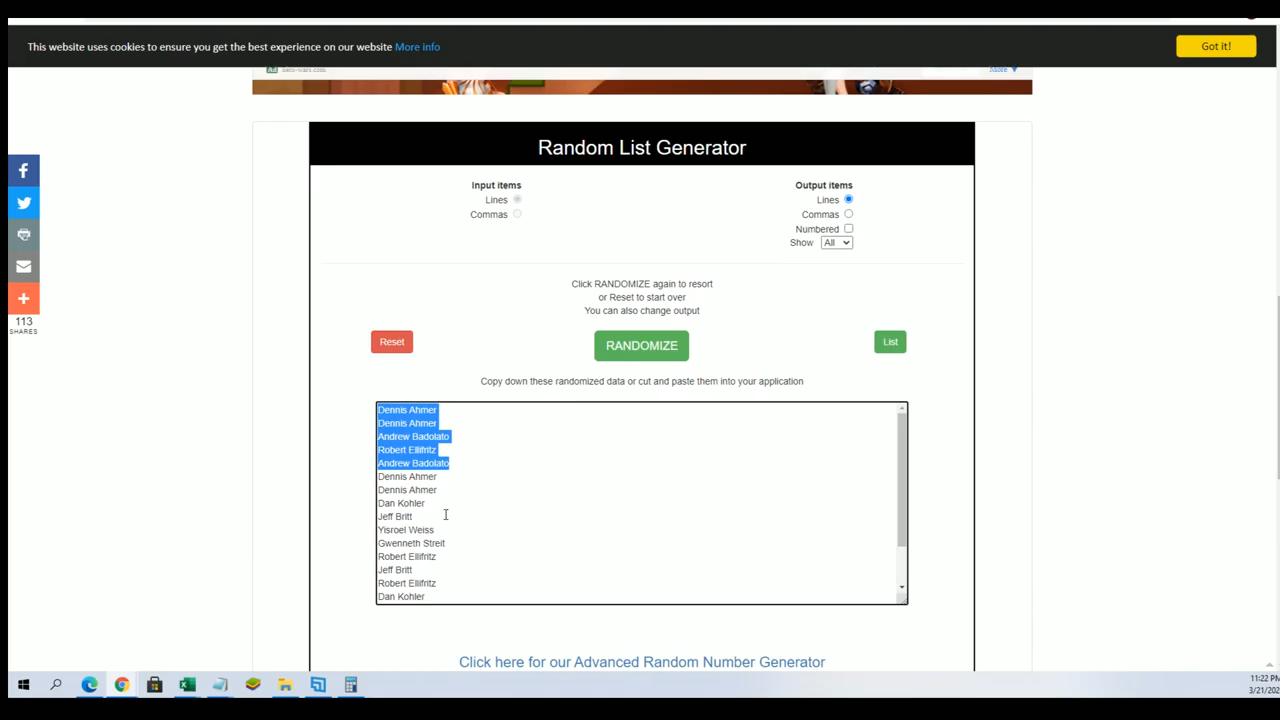 This website uses cookies to ensure you get the best experience on our website More info
Got it!
Ad
More
Random List Generator
Input items
Lines
Commas
Output items
Lines
Commas
Numbered
Show All
Click RANDOMIZE again to resort
or Reset to start over
You can also change output
Reset
RANDOMIZE
List
Copy down these randomized data or cut and paste them into your application
Dennis Ahmer
Dennis Ahmer
Andrew Badolato
Robert Ellifritz
Andrew Badolato
Dennis Ahmer
Dennis Ahmer
Dan Kohler
Jeff Britt
Yisroel Weiss
Gwenneth Streit
Robert Ellifritz
Jeff Britt
Robert Ellifritz
Dan Kohler
113
SHARES
Click here for our Advanced Random Number Generator
11:22 PM
3/21/202